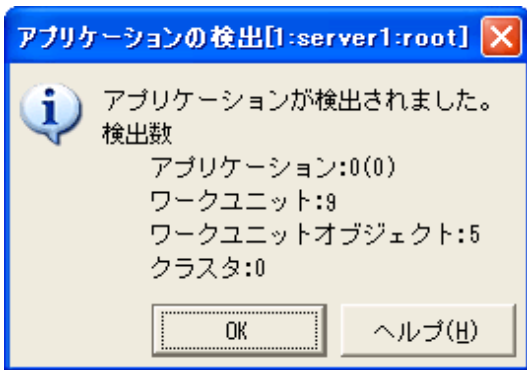 アプリケーションの検出[1:server1:root]
アプリケーションが検出されました。
検出数
アプリケーション:0(0)
ワークユニット:9
ワークユニットオブジェクト:5
クラスタ:0
OK
ヘルプ(H)